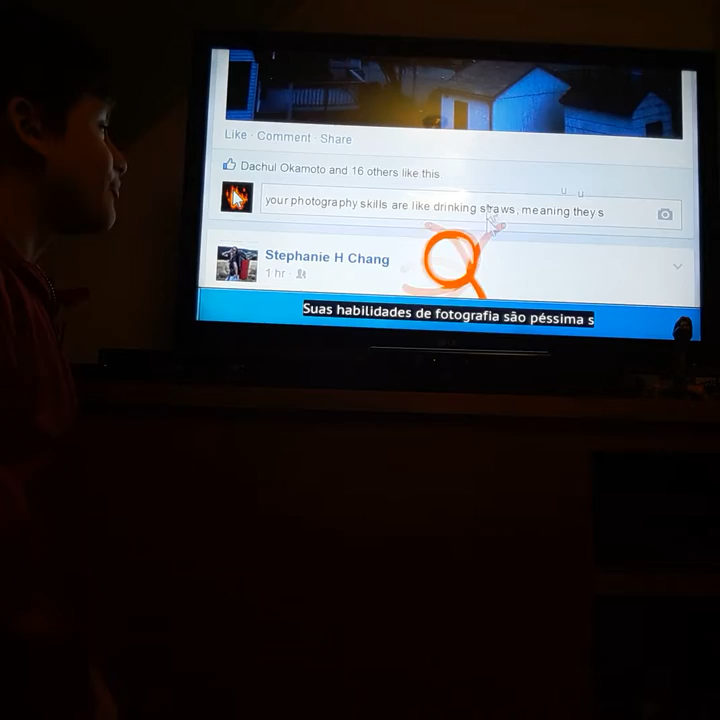 Like · Comment · Share
Dachul Okamoto and 16 others like this
u u
your photography skills are like drinking straws, meaning they s
Stephanie H Chang
1 hr ·
Suas habilidades de fotografia são péssima s